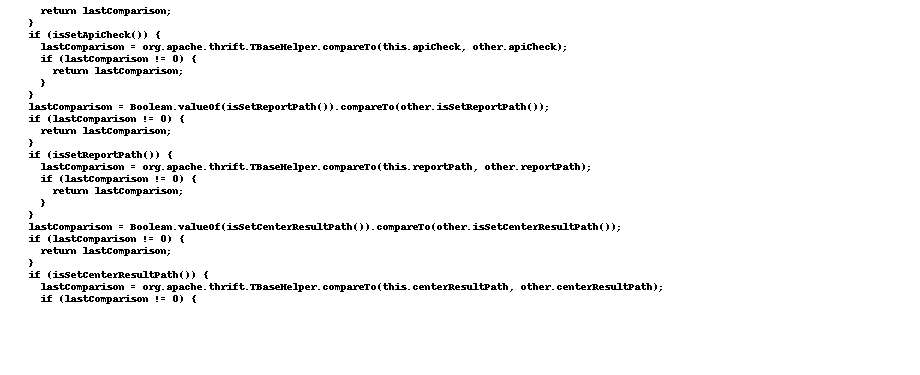 return lastComparison;
}
if (isSetApiCheck()) {
lastComparison = org.apache.thrift.TBaseHelper.compareTo(this.apiCheck, other.apiCheck);
if (lastComparison != 0) {
return lastComparison;
}
}
lastComparison = Boolean.valueOf(isSetReportPath()).compareTo(other.isSetReportPath());
if (lastComparison != 0) {
return lastComparison;
}
if (isSetReportPath()) {
lastComparison = org.apache.thrift.TBaseHelper.compareTo(this.reportPath, other.reportPath);
if (lastComparison != 0) {
return lastComparison;
}
}
lastComparison = Boolean.valueOf(isSetCenterResultPath()).compareTo(other.isSetCenterResultPath());
if (lastComparison != 0) {
return lastComparison;
}
if (isSetCenterResultPath()) {
lastComparison = org.apache.thrift.TBaseHelper.compareTo(this.centerResultPath, other.centerResultPath);
if (lastComparison != 0) {